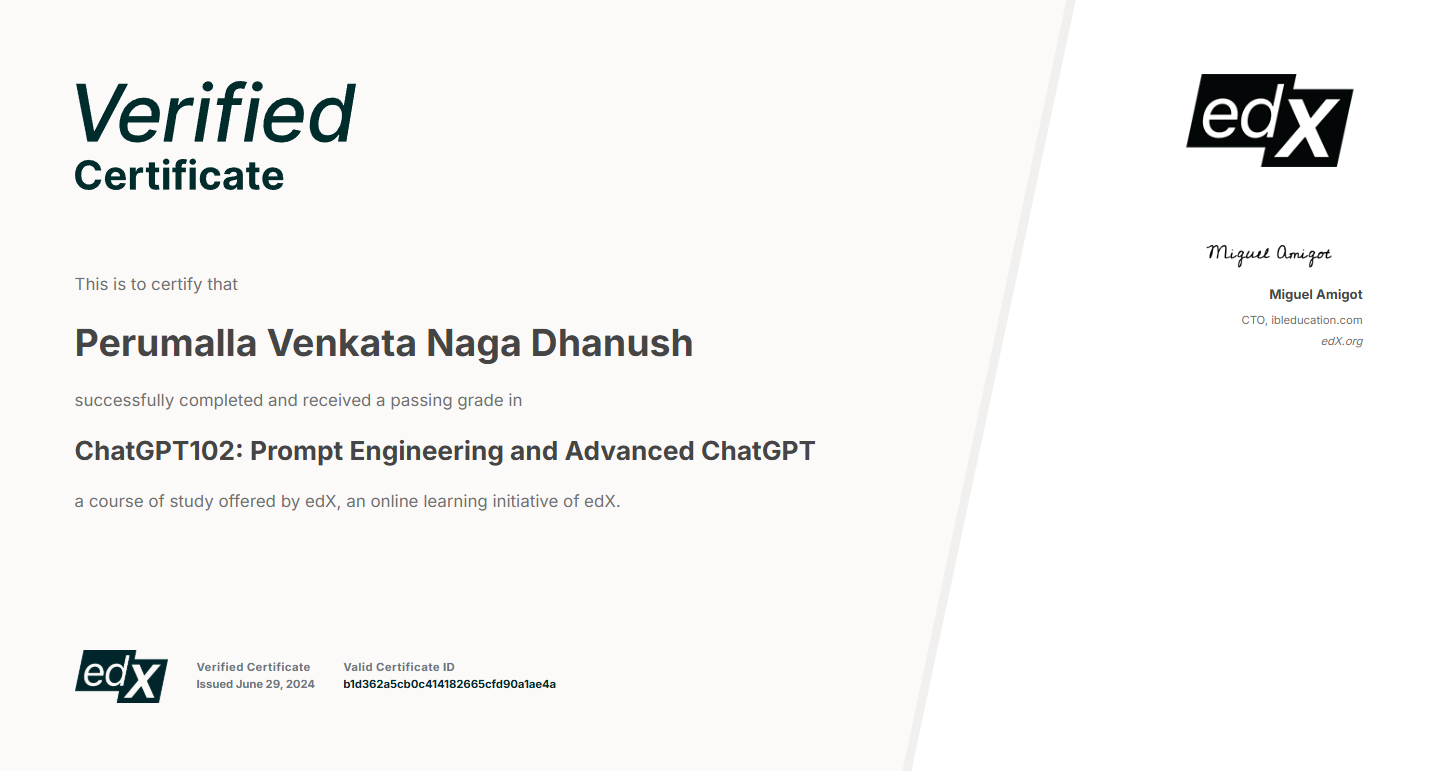 Verified
Certificate
This is to certify that
Perumalla Venkata Naga Dhanush
successfully completed and received a passing grade in
ChatGPT102: Prompt Engineering and Advanced ChatGPT
a course of study offered by edX, an online learning initiative of edX.
edX
Verified Certificate
Issued June 29, 2024
Valid Certificate ID
b1d362a5cb0c414182665cfd90a1ae4a
edX
Miguel Amigot
Miguel Amigot
CTO, ibleducation.com
edX.org